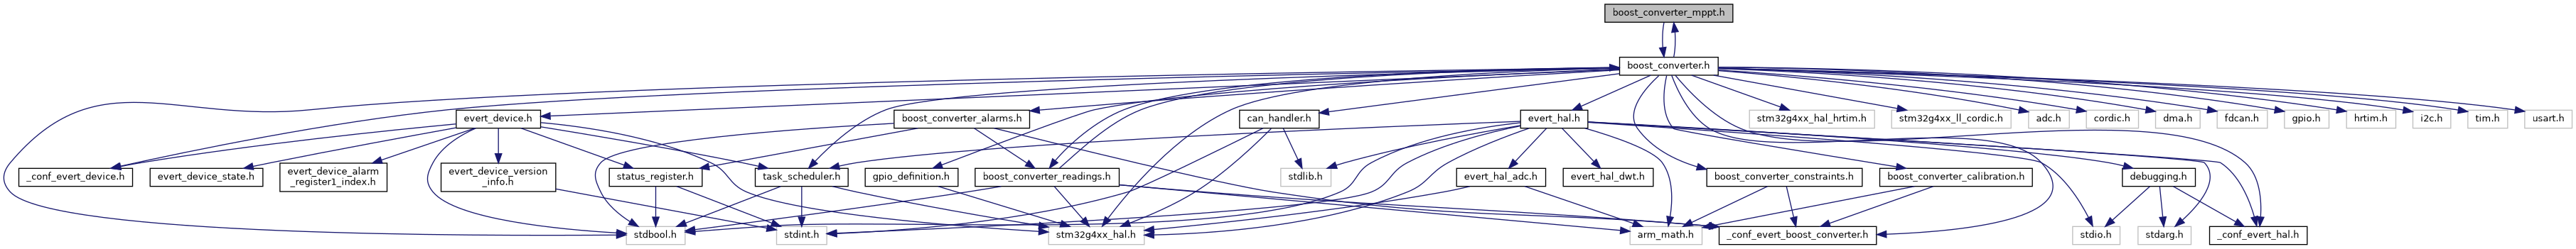 boost_converter_mppt.h
boost_converter.h
evert_device.h
boost_converter_alarms.h
can_handler.h
evert_hal.h
stm32g4xx_hal_hrtim.h
stm32g4xx_ll_cordic.h
adc.h
cordic.h
dma.h
fdcan.h
gpio.h
hrtim.h
i2c.h
tim.h
usart.h
_conf_evert_device.h
evert_device_state.h
evert_device_alarm
_register1_index.h
evert_device_version
_info.h
status_register.h
task_scheduler.h
gpio_definition.h
boost_converter_readings.h
stdlib.h
evert_hal_adc.h
evert_hal_dwt.h
boost_converter_constraints.h
boost_converter_calibration.h
debugging.h
stdbool.h
stdint.h
stm32g4xx_hal.h
arm_math.h
_conf_evert_boost_converter.h
stdio.h
stdarg.h
_conf_evert_hal.h